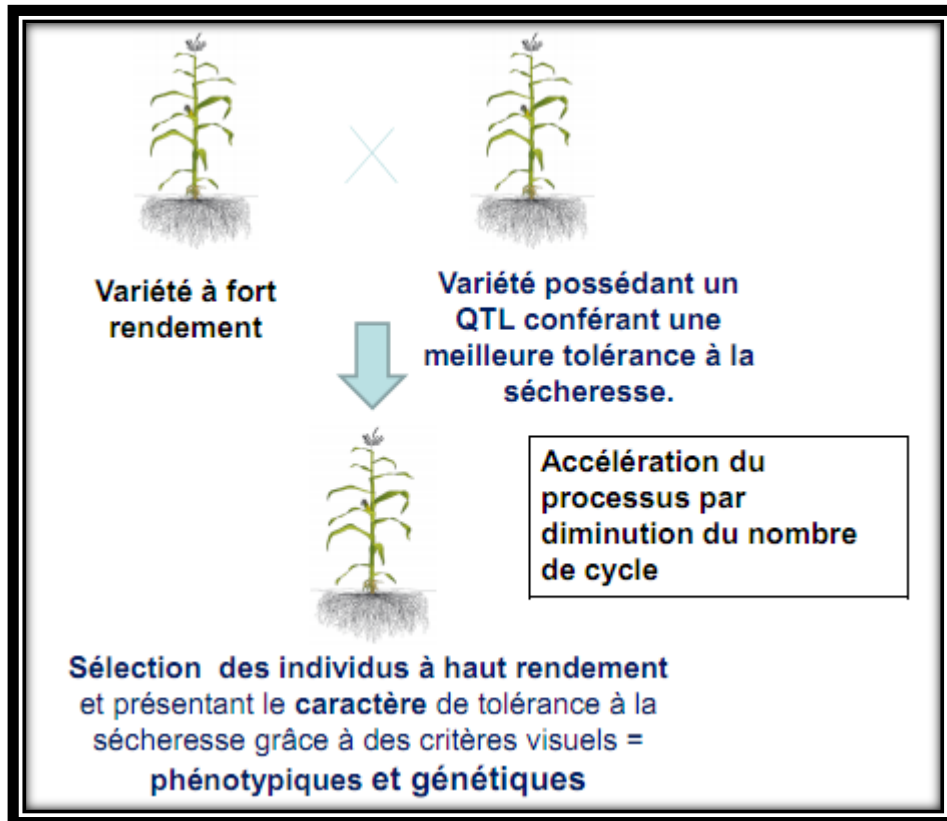 Variété à fort
rendement
Variété possédant un
QTL conférant une
meilleure tolérance à la
sécheresse.
Accélération du
processus par
diminution du nombre
de cycle
Sélection des individus à haut rendement
et présentant le caractère de tolérance à la
sécheresse grâce à des critères visuels =
phénotypiques et génétiques